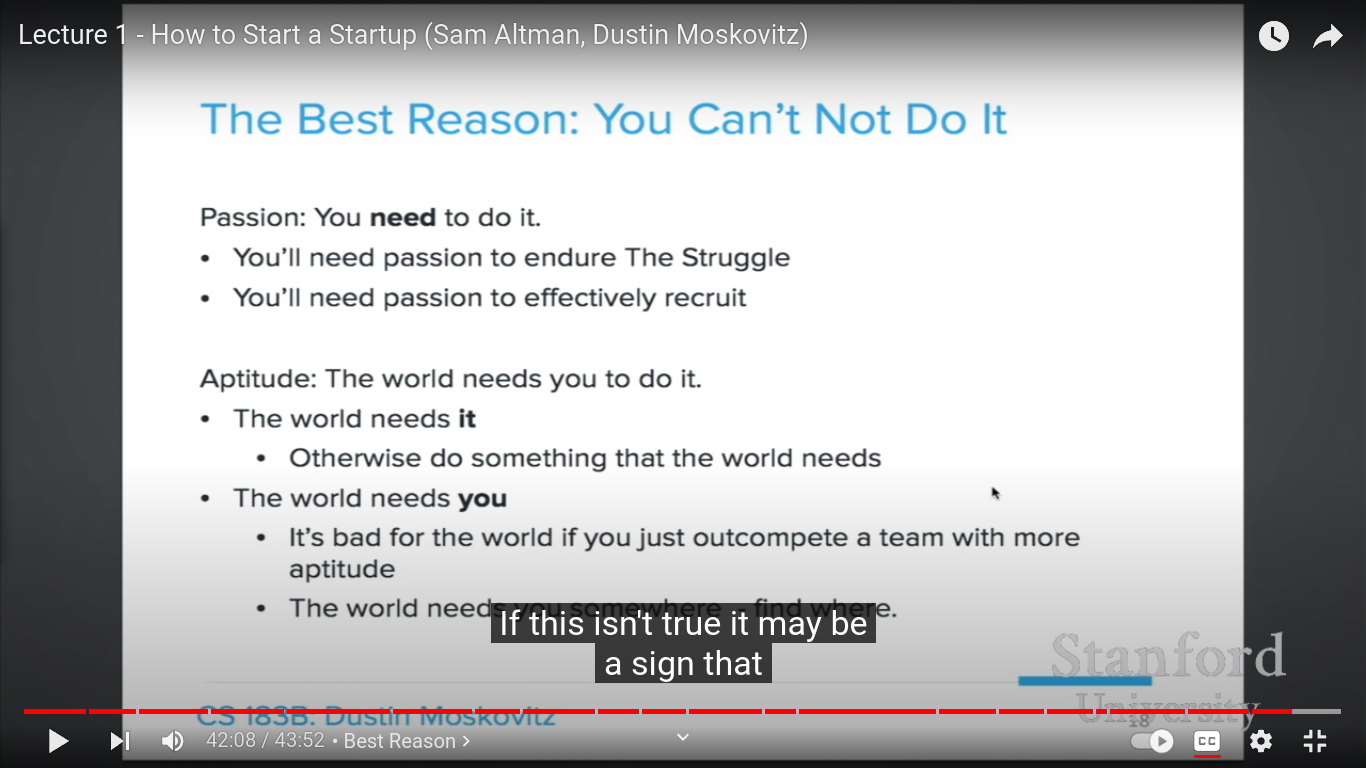 Lecture 1 - How to Start a Startup (Sam Altman, Dustin Moskovitz)
The Best Reason: You Can't Not Do It
Passion: You need to do it.
• You'll need passion to endure The Struggle
• You'll need passion to effectively recruit
Aptitude: The world needs you to do it.
• The world needs it
• Otherwise do something that the world needs
• The world needs you
• It's bad for the world if you just outcompete a team with more
aptitude
• The world needs you somewhere – find where.
If this isn't true it may be
a sign that
Stanford
University
CS 183B: Dustin Moskovitz
18
42:08 / 43:52 • Best Reason >
CC